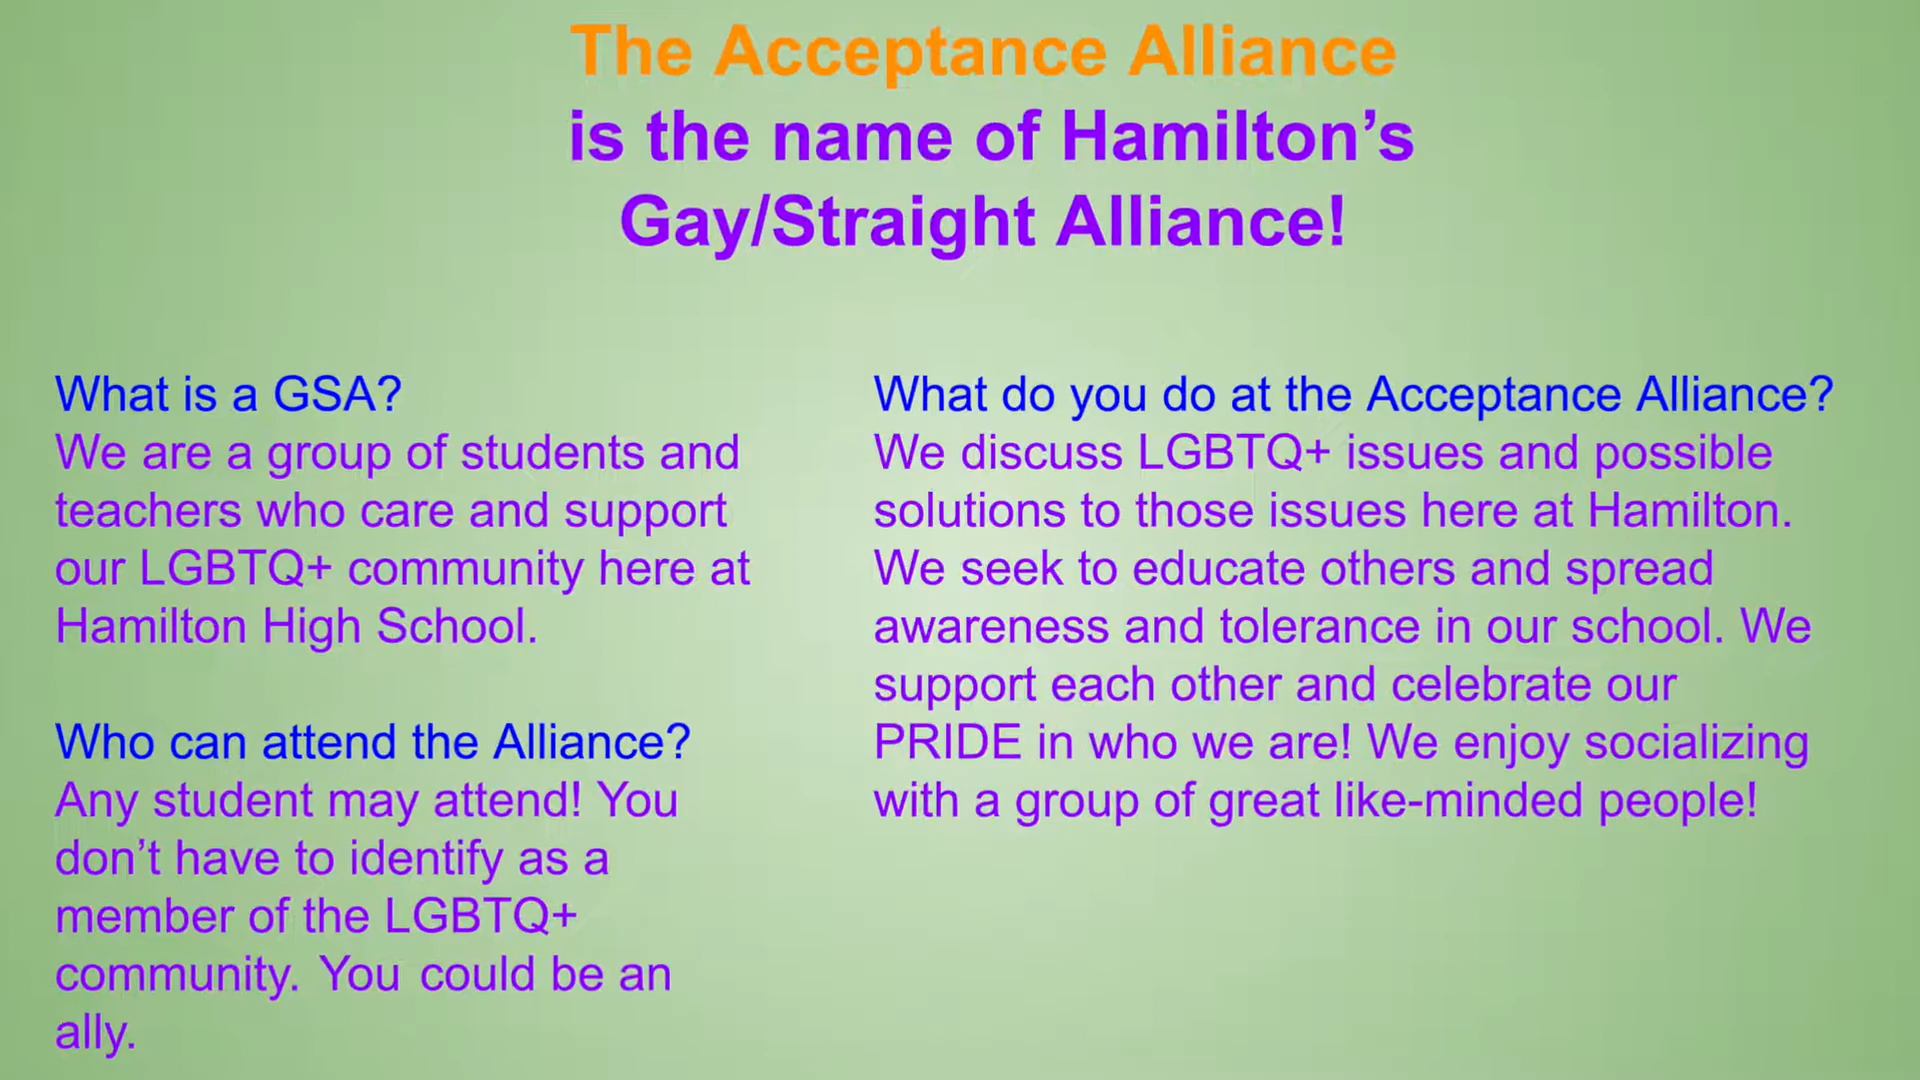 The Acceptance Alliance
is the name of Hamilton’s
Gay/Straight Alliance!
What is a GSA?
We are a group of students and
teachers who care and support
our LGBTQ+ community here at
Hamilton High School.
Who can attend the Alliance?
Any student may attend! You
don’t have to identify as a
member of the LGBTQ+
community. You could be an
ally.
What do you do at the Acceptance Alliance?
We discuss LGBTQ+ issues and possible
solutions to those issues here at Hamilton.
We seek to educate others and spread
awareness and tolerance in our school. We
support each other and celebrate our
PRIDE in who we are! We enjoy socializing
with a group of great like-minded people!